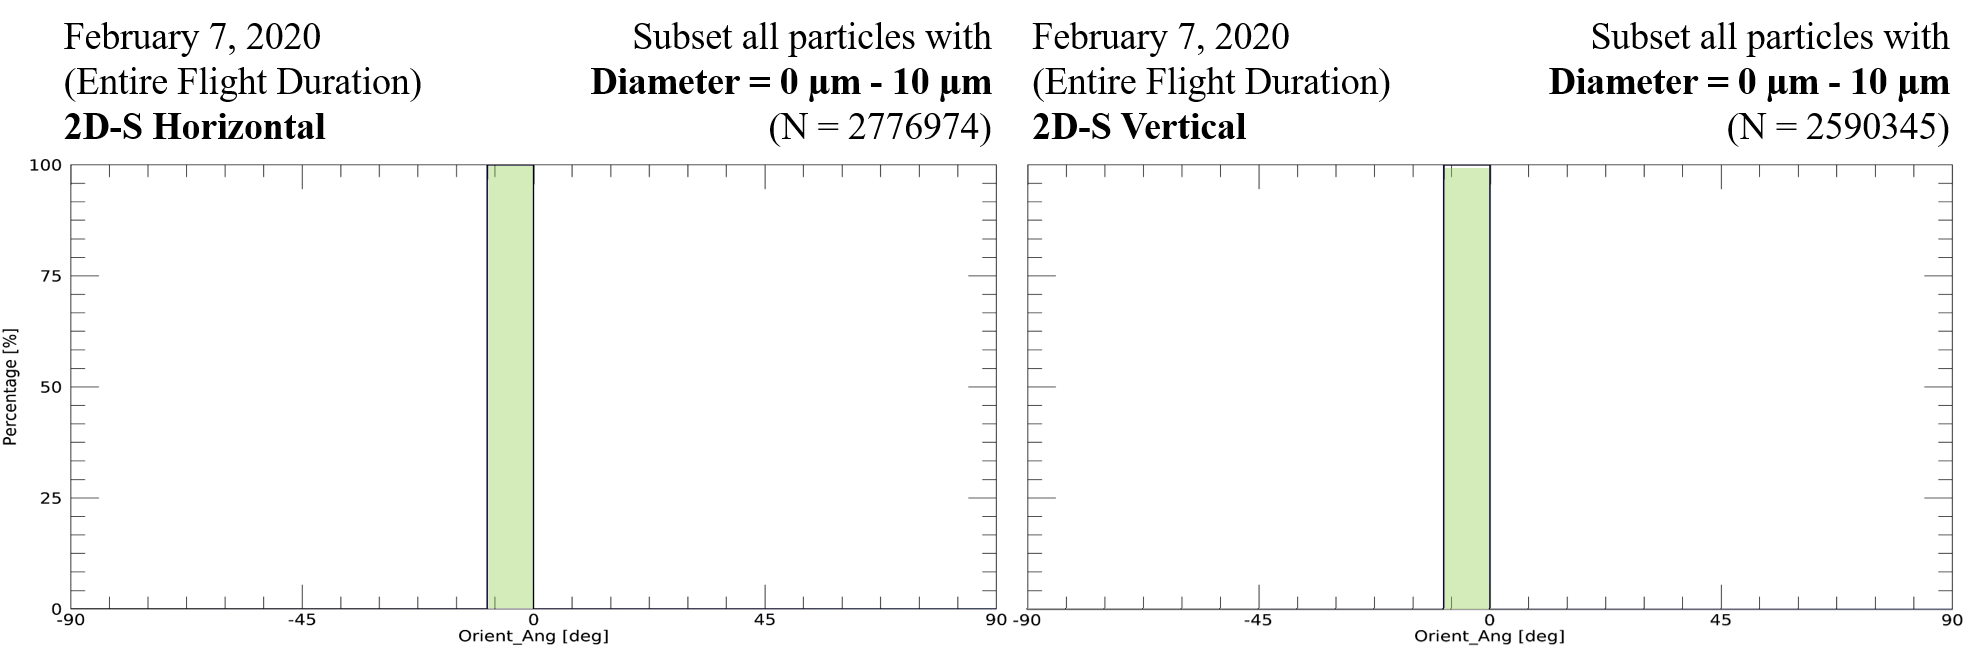 February 7, 2020
(Entire Flight Duration)
2D-S Horizontal
Subset all particles with
Diameter = 0 µm - 10 µm
(N = 2776974)
100
75
50
25
0
Percentage [%]
-90 -45 0 45 90
Orient_Ang [deg]
February 7, 2020
(Entire Flight Duration)
2D-S Vertical
Subset all particles with
Diameter = 0 µm - 10 µm
(N = 2590345)
-90 -45 0 45 90
Orient_Ang [deg]